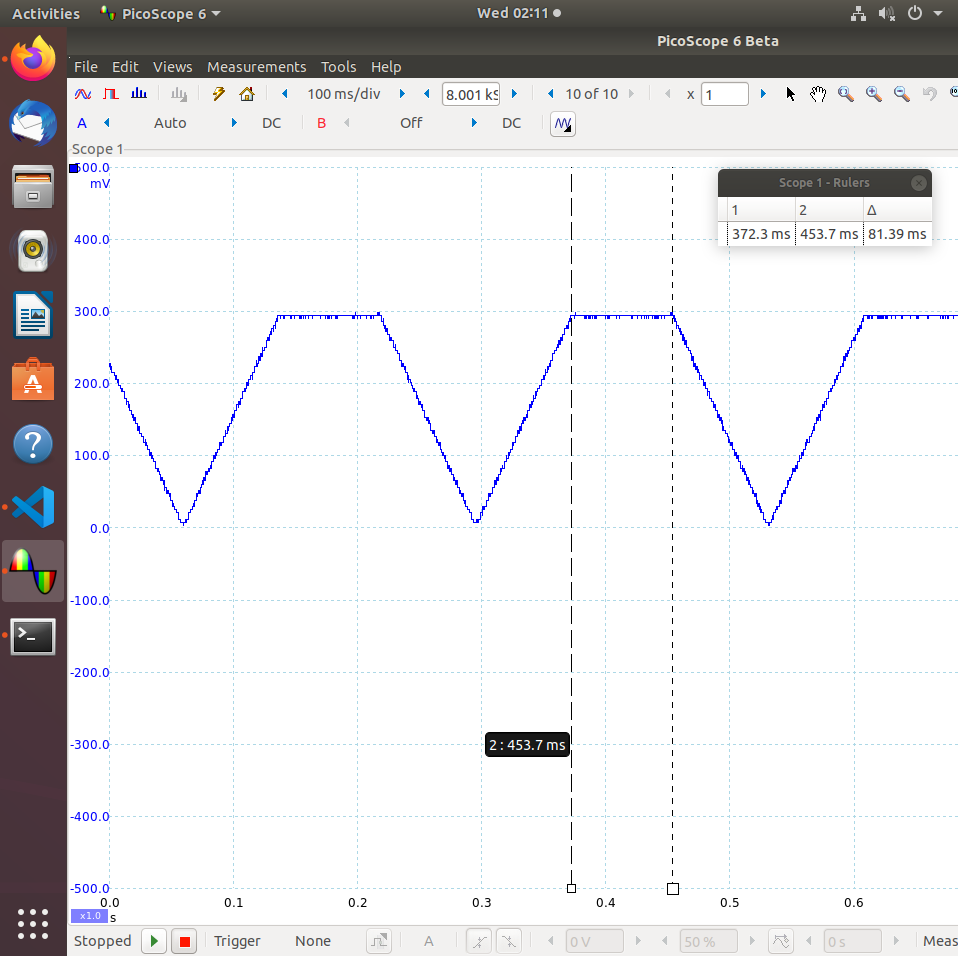 Activities PicoScope 6 Wed 02:11
PicoScope 6 Beta
File Edit Views Measurements Tools Help
100 ms/div 8.001 kS 10 of 10 x 1
A Auto DC B Off DC
Scope 1
500.0
mV
400.0
300.0
200.0
100.0
0.0
-100.0
-200.0
-300.0
-400.0
-500.0
Scope 1 - Rulers
1 2 Δ
372.3 ms 453.7 ms 81.39 ms
2 : 453.7 ms
0.0 0.1 0.2 0.3 0.4 0.5 0.6
x1.0 s
Stopped Trigger None A 0 V 50 % 0 s Meas